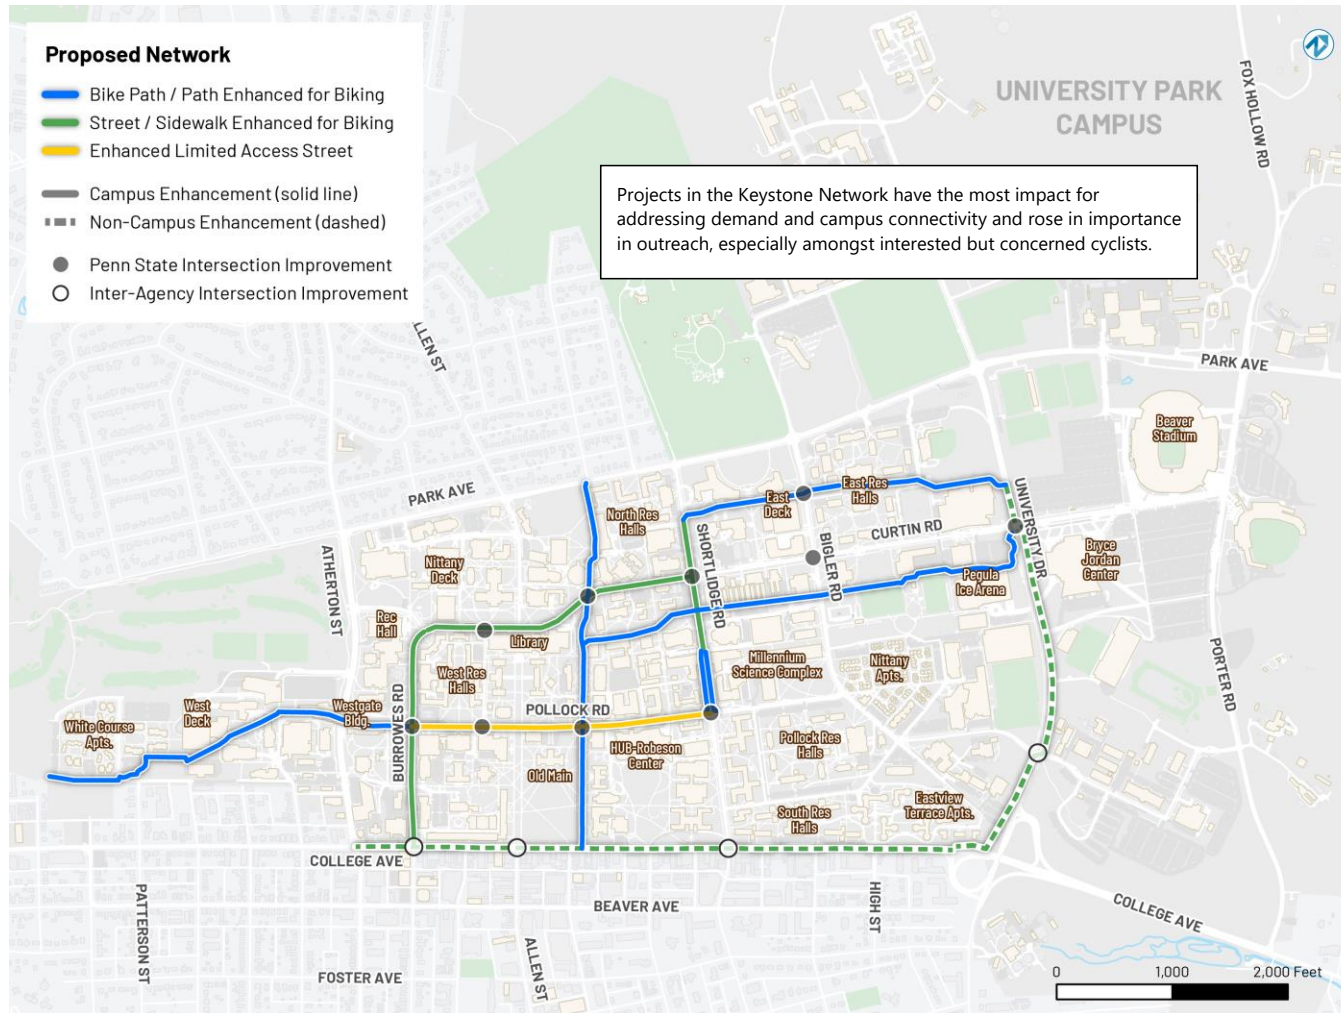 Proposed Network
Bike Path / Path Enhanced for Biking
Street / Sidewalk Enhanced for Biking
Enhanced Limited Access Street
Campus Enhancement (solid line)
Non-Campus Enhancement (dashed)
Penn State Intersection Improvement
Inter-Agency Intersection Improvement
UNIVERSITY PARK
CAMPUS
FOX HOLLOW RD
Projects in the Keystone Network have the most impact for
addressing demand and campus connectivity and rose in importance
in outreach, especially amongst interested but concerned cyclists.
LLEN ST
PARK AVE
Beaver
Stadium
PARK AVE
North Res
Halls
East
Deck
East Res
Halls
UNIVERSITY DR
CURTIN RD
SHORTLIDGE RD
BIGLER RD
ATHERTON ST
Nittany
Deck
Bryce
Jordan
Center
Pegula
Ice Arena
Rec
Hall
Library
West Res
Halls
Millennium
Science Complex
Nittany
Apts.
PORTER RD
BURROWES RD
West
Deck
Westgate
Bldg.
White Course
Apts.
POLLOCK RD
HUB-Robeson
Center
Pollock Res
Halls
Old Main
South Res
Halls
Eastview
Terrace Apts.
COLLEGE AVE
PATTERSON ST
BEAVER AVE
HIGH ST
COLLEGE AVE
ALLEN ST
FOSTER AVE
0 1,000 2,000 Feet